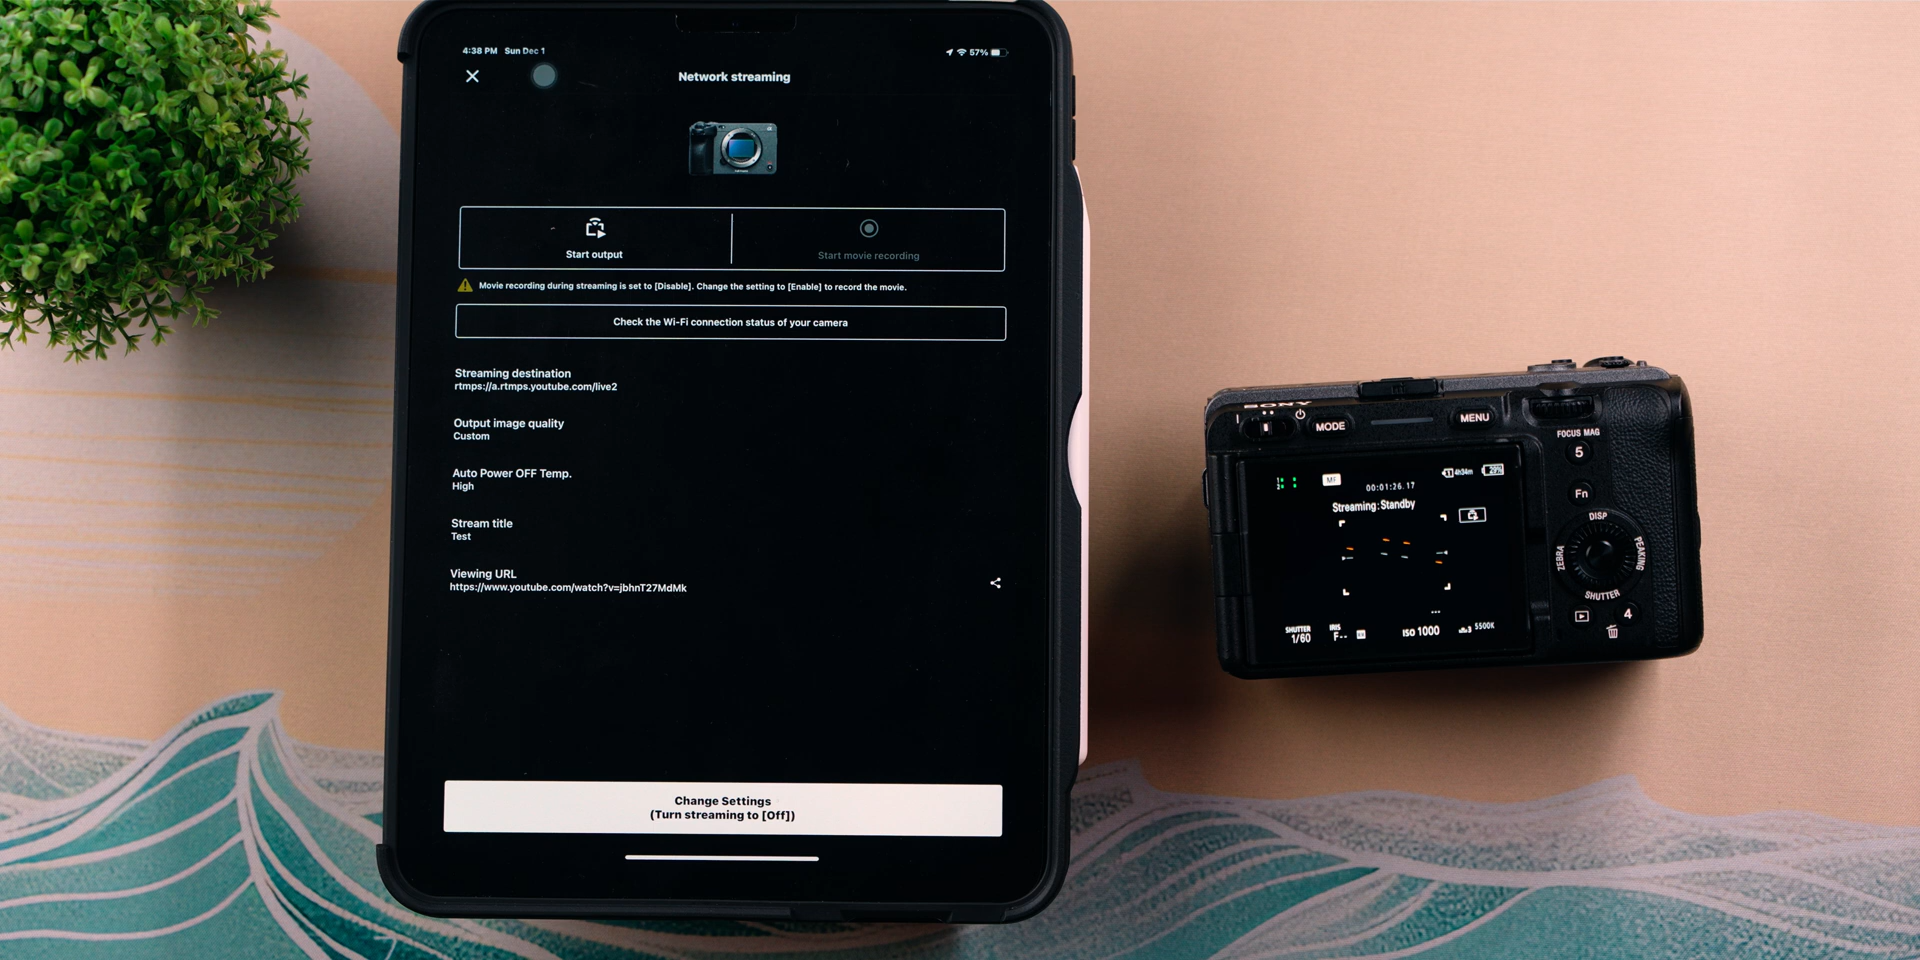 4:38 PM Sun Dec 1
57%
Network streaming
Start output
Start movie recording
Movie recording during streaming is set to [Disable]. Change the setting to [Enable] to record the movie.
Check the Wi-Fi connection status of your camera
Streaming destination
rtmps://a.rtmps.youtube.com/live2
Output image quality
Custom
Auto Power OFF Temp.
High
Stream title
Test
Viewing URL
https://www.youtube.com/watch?v=jbhnT27MdMk
Change Settings
(Turn streaming to [Off])
SONY
MODE
MENU
FOCUS MAG
5
Fn
DISP
ZEBRA
PEAKING
SHUTTER
4
MF
4h34m
29%
00:01:26.17
Streaming:Standby
SHUTTER
1/60
IRIS
F--
ISO 1000
3 5500K